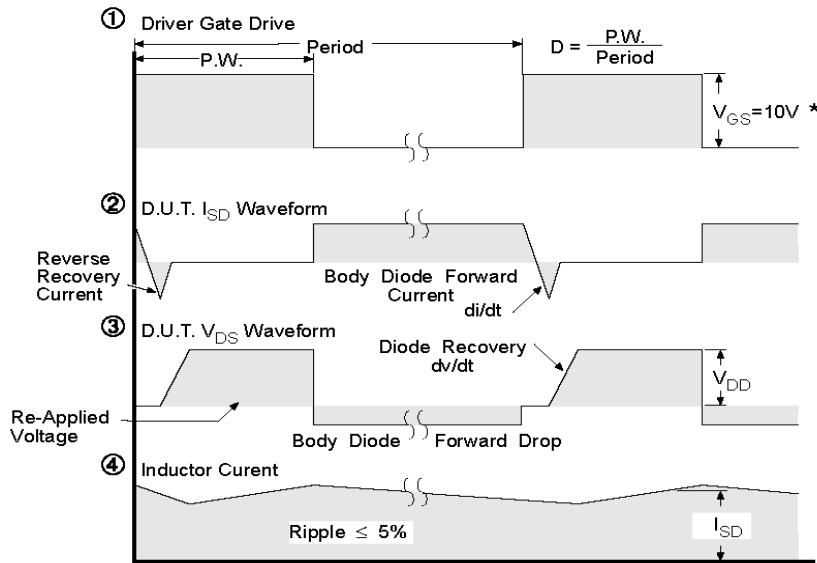 ① Driver Gate Drive
P.W.
Period
D = P.W.
Period
VGS=10V *
② D.U.T. ISD Waveform
Reverse
Recovery
Current
Body Diode Forward
Current
di/dt
③ D.U.T. VDS Waveform
Diode Recovery
dv/dt
VDD
Re-Applied
Voltage
Body Diode Forward Drop
④ Inductor Curent
Ripple ≤ 5%
ISD